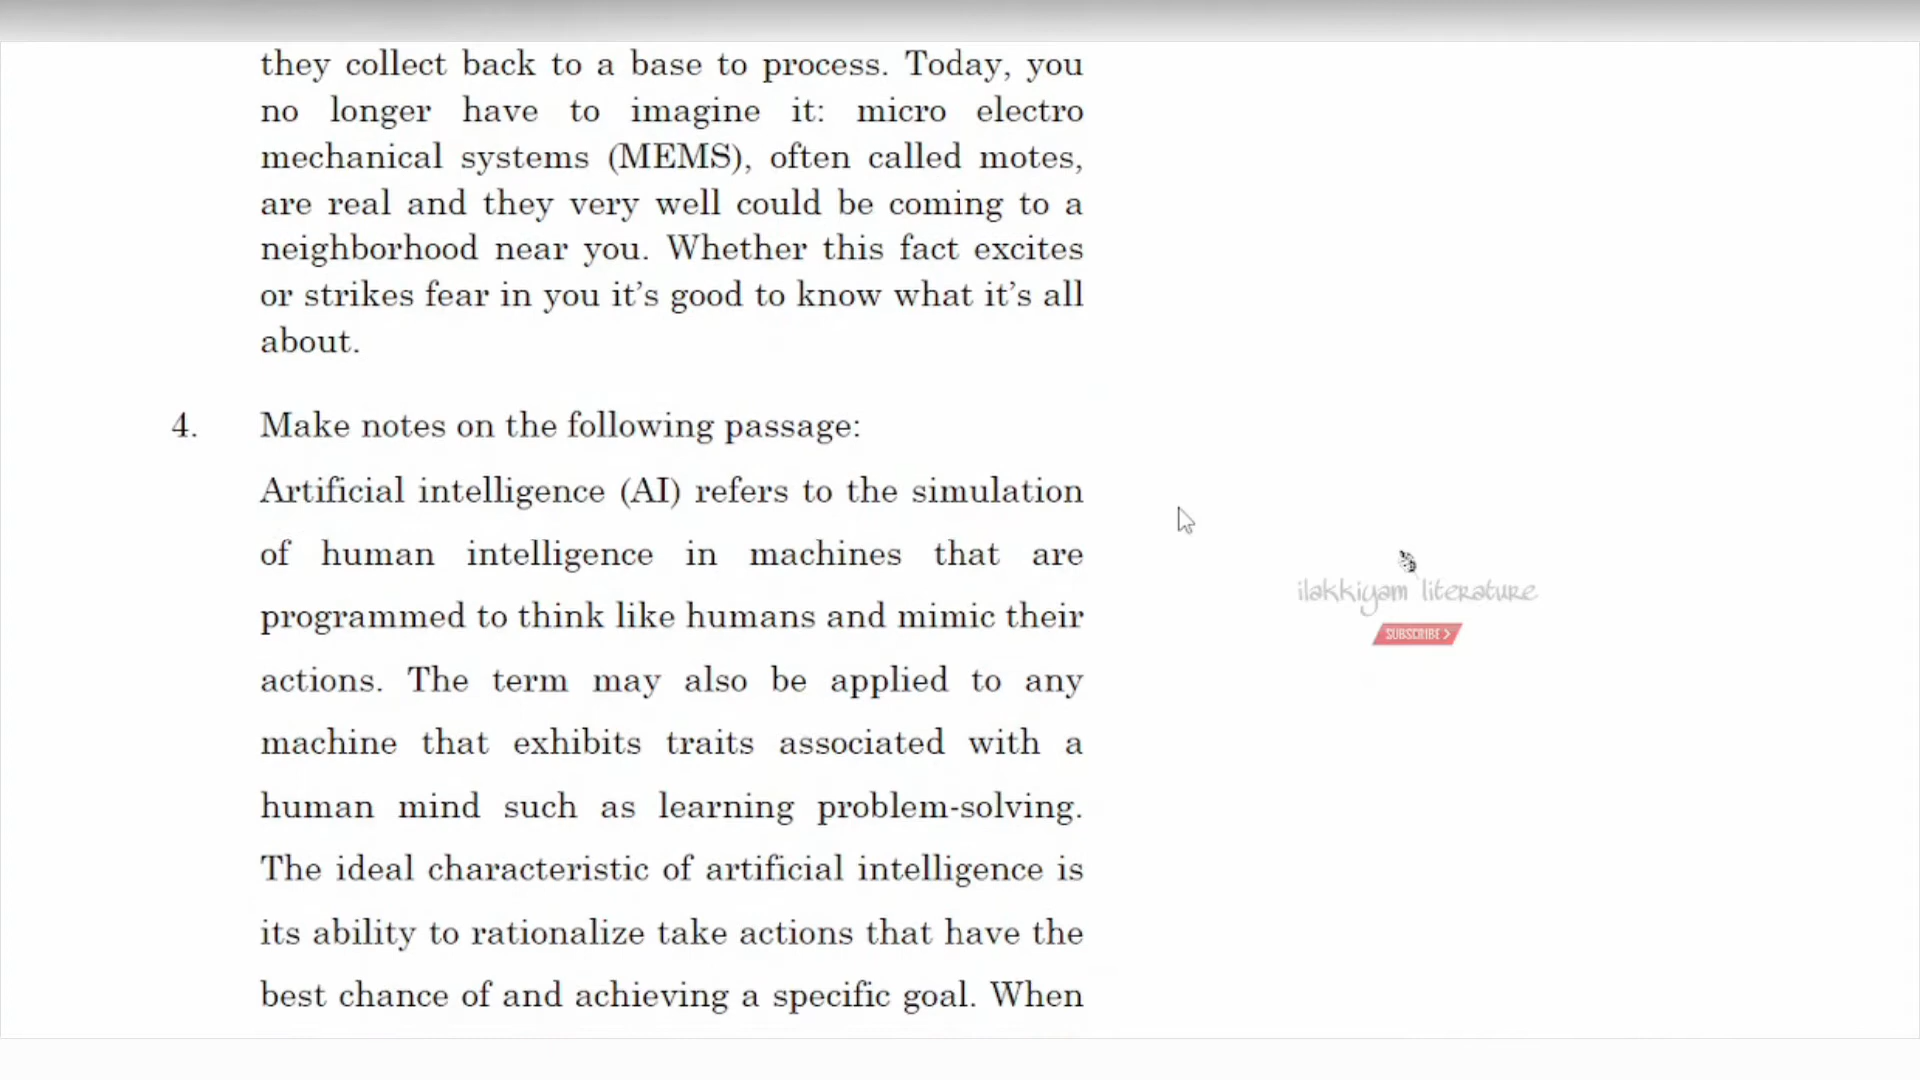 they collect back to a base to process. Today, you
no longer have to imagine it: micro electro
mechanical systems (MEMS), often called motes,
are real and they very well could be coming to a
neighborhood near you. Whether this fact excites
or strikes fear in you it’s good to know what it’s all
about.
4. Make notes on the following passage:
Artificial intelligence (AI) refers to the simulation
of human intelligence in machines that are
programmed to think like humans and mimic their
actions. The term may also be applied to any
machine that exhibits traits associated with a
human mind such as learning problem-solving.
The ideal characteristic of artificial intelligence is
its ability to rationalize take actions that have the
best chance of and achieving a specific goal. When
ilakkiyam literature
SUBSCRIBE >